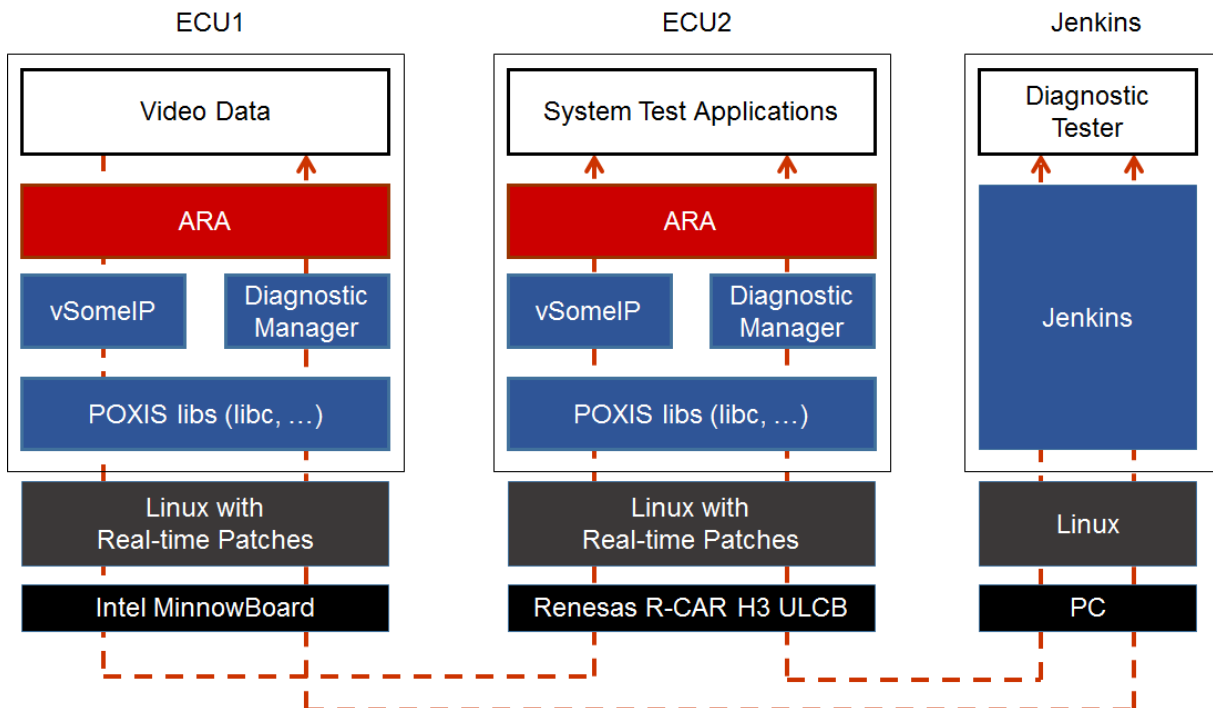 ECU1
ECU2
Jenkins
Video Data
System Test Applications
Diagnostic
Tester
ARA
ARA
vSomeIP
Diagnostic
Manager
vSomeIP
Diagnostic
Manager
Jenkins
POXIS libs (libc, …)
POXIS libs (libc, …)
Linux with
Real-time Patches
Linux with
Real-time Patches
Linux
Intel MinnowBoard
Renesas R-CAR H3 ULCB
PC